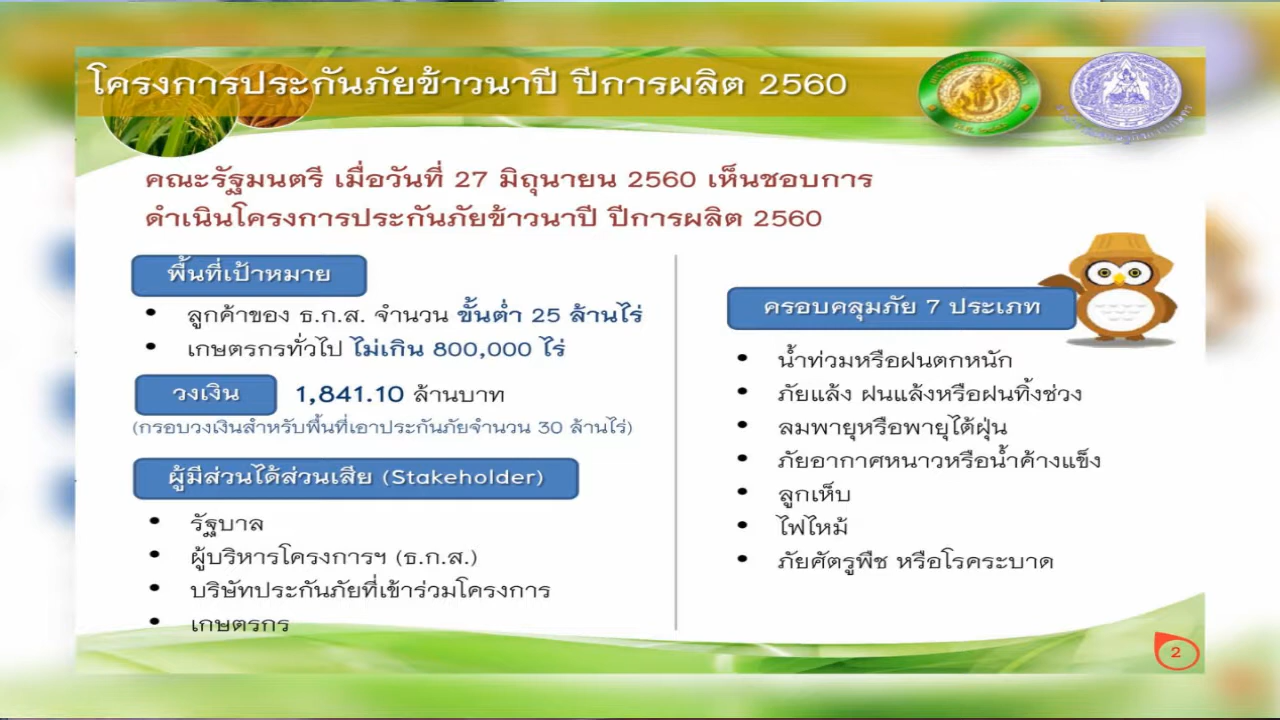 โครงการประกันภัยข้าวนาปี ปีการผลิต 2560
คณะรัฐมนตรี เมื่อวันที่ 27 มิถุนายน 2560 เห็นชอบการ
ดำเนินโครงการประกันภัยข้าวนาปี ปีการผลิต 2560
พื้นที่เป้าหมาย
• ลูกค้าของ ธ.ก.ส. จำนวน ขั้นต่ำ 25 ล้านไร่
• เกษตรกรทั่วไป ไม่เกิน 800,000 ไร่
วงเงิน 1,841.10 ล้านบาท
(กรอบวงเงินสำหรับพื้นที่เอาประกันภัยจำนวน 30 ล้านไร่)
ผู้มีส่วนได้ส่วนเสีย (Stakeholder)
• รัฐบาล
• ผู้บริหารโครงการฯ (ธ.ก.ส.)
• บริษัทประกันภัยที่เข้าร่วมโครงการ
• เกษตรกร
ครอบคลุมภัย 7 ประเภท
• น้ำท่วมหรือฝนตกหนัก
• ภัยแล้ง ฝนแล้งหรือฝนทิ้งช่วง
• ลมพายุหรือพายุไต้ฝุ่น
• ภัยอากาศหนาวหรือน้ำค้างแข็ง
• ลูกเห็บ
• ไฟไหม้
• ภัยศัตรูพืช หรือโรคระบาด
2